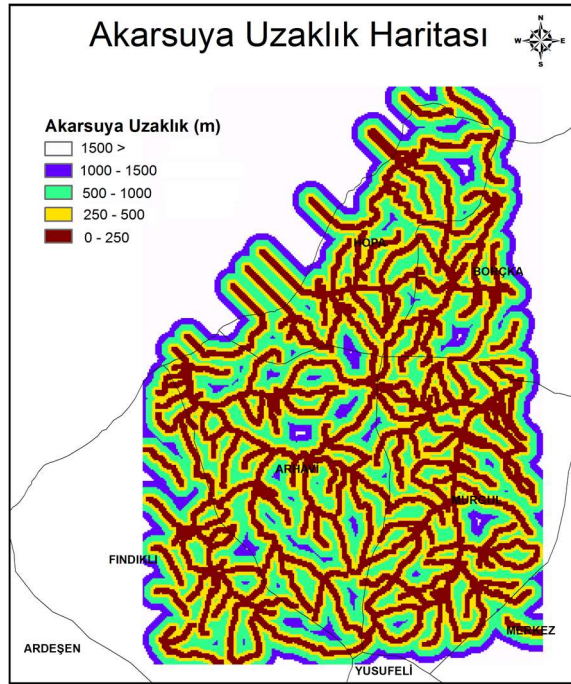 Akarsuya Uzaklık Haritası
N
W E
S
Akarsuya Uzaklık (m)
1500 >
1000 - 1500
500 - 1000
250 - 500
0 - 250
HOPA
BORÇKA
ARHAVİ
MURGUL
FINDIKLI
MERKEZ
ARDEŞEN
YUSUFELİ